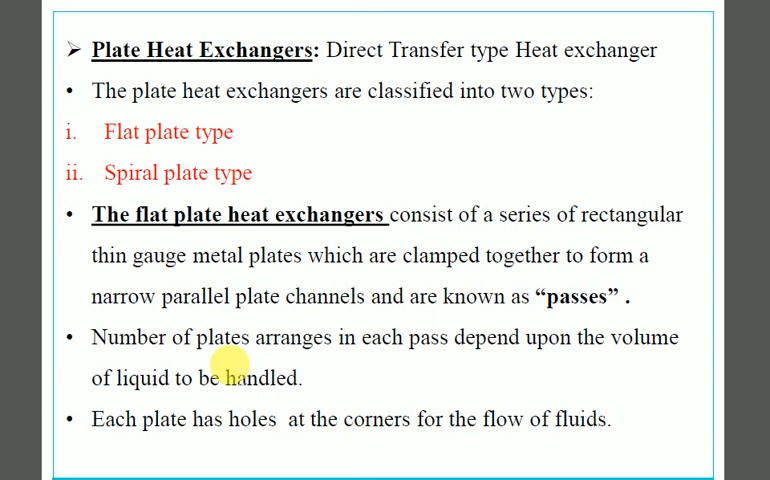 ➢ Plate Heat Exchangers: Direct Transfer type Heat exchanger
• The plate heat exchangers are classified into two types:
i. Flat plate type
ii. Spiral plate type
• The flat plate heat exchangers consist of a series of rectangular
thin gauge metal plates which are clamped together to form a
narrow parallel plate channels and are known as “passes” .
• Number of plates arranges in each pass depend upon the volume
of liquid to be handled.
• Each plate has holes at the corners for the flow of fluids.